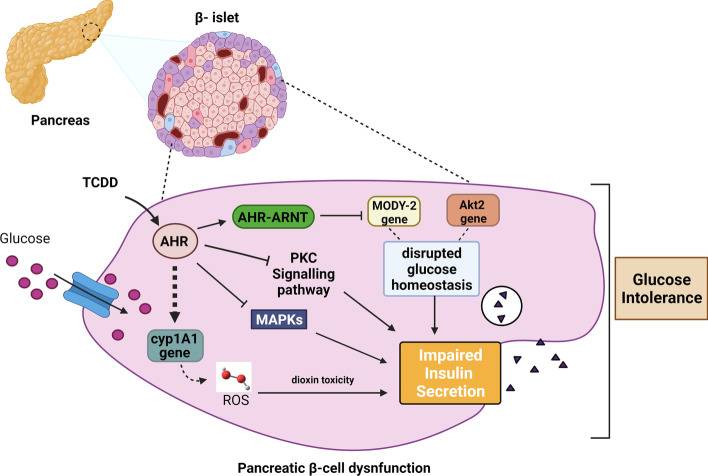 β- islet
Pancreas
TCDD
Glucose
AHR
AHR-ARNT
MODY-2
gene
Akt2
gene
PKC
Signalling
pathway
disrupted
glucose
homeostasis
MAPKs
cyp1A1
gene
ROS
dioxin toxicity
Impaired
Insulin
Secretion
Glucose
Intolerance
Pancreatic β-cell dysnfunction